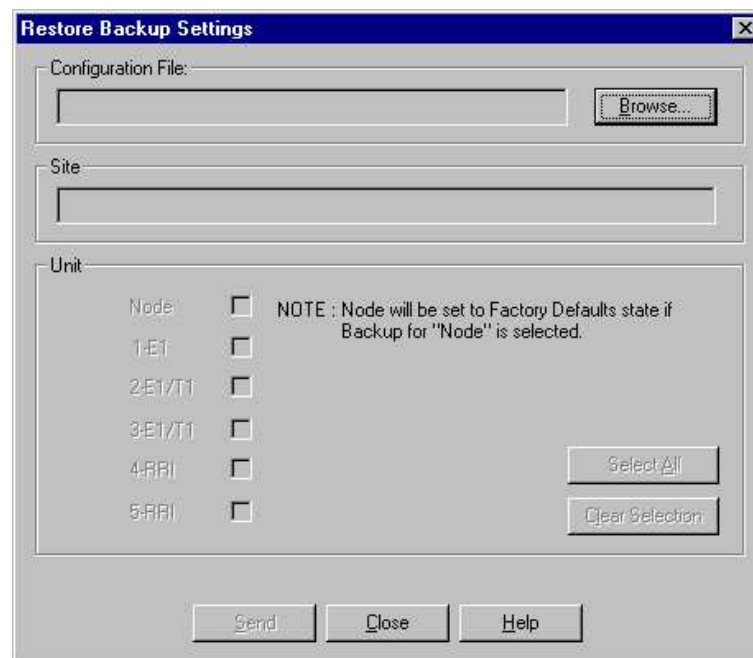 Restore Backup Settings
Configuration File:
Browse...
Site
Unit
Node
NOTE : Node will be set to Factory Defaults state if
Backup for "Node" is selected.
1-E1
2-E1/T1
3-E1/T1
4-RRI
5-RRI
Select All
Clear Selection
Send
Close
Help